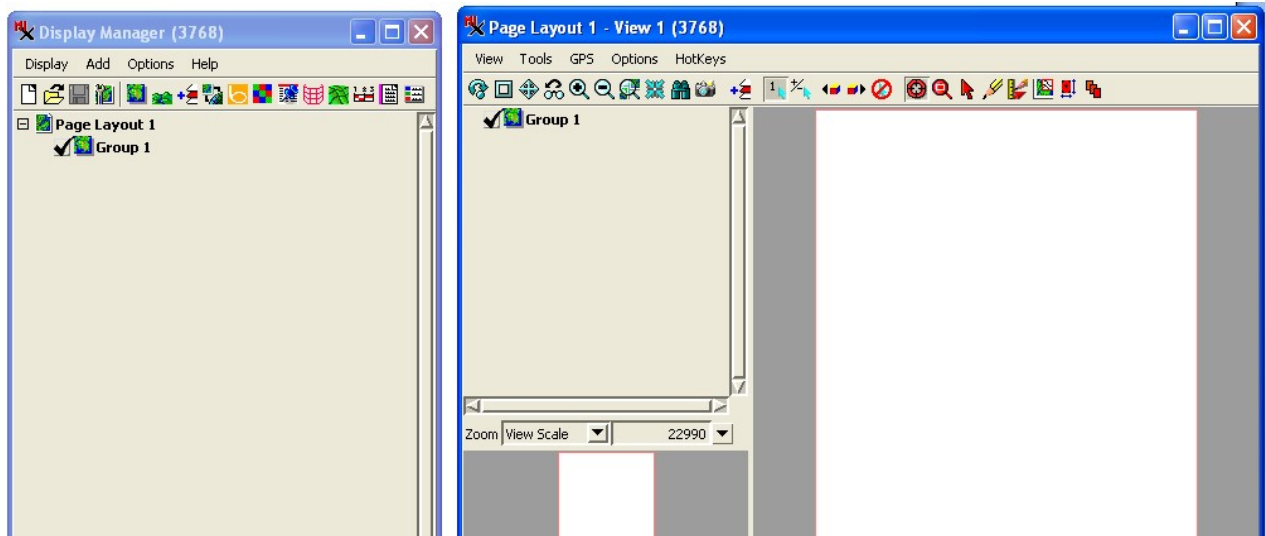 Display Manager (3768)
Display Add Options Help
Page Layout 1
Group 1
Page Layout 1 - View 1 (3768)
View Tools GPS Options HotKeys
Group 1
Zoom View Scale 22990